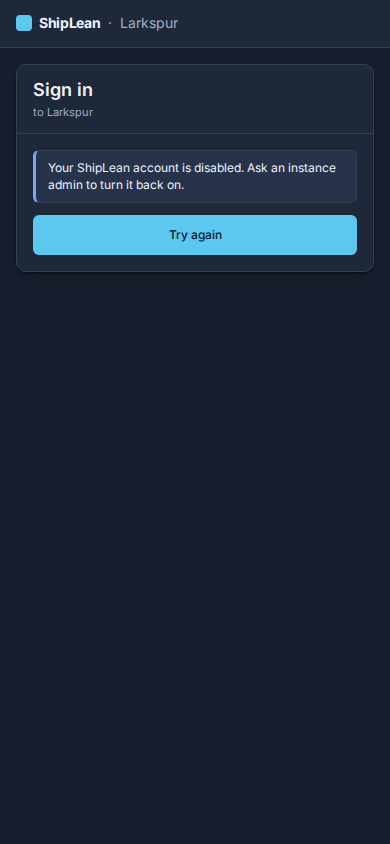 ShipLean · Larkspur
Sign in
to Larkspur
Your ShipLean account is disabled. Ask an instance
admin to turn it back on.
Try again